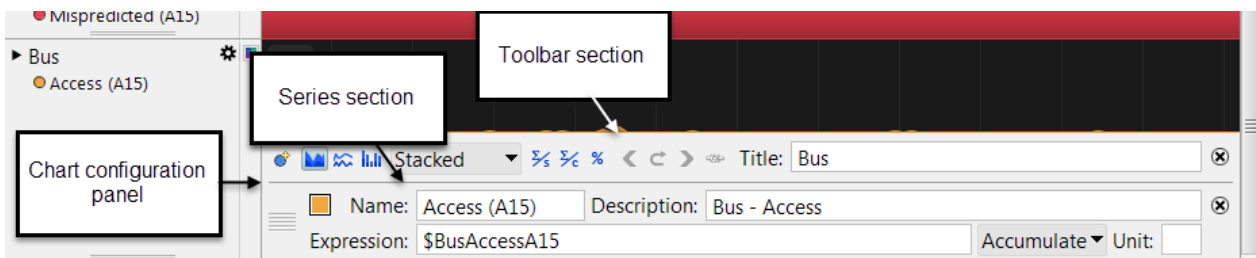 Mispredicted (A15)
Bus
Access (A15)
Toolbar section
Series section
Chart configuration
panel
Stacked Σ/s Σ/c % Title: Bus
Name: Access (A15) Description: Bus - Access
Expression: $BusAccessA15 Accumulate Unit: